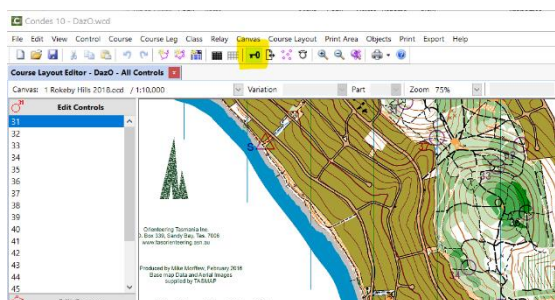 Condes 10 - DazO.wcd
File Edit View Control Course Course Leg Class Relay Canvas Course Layout Print Area Objects Print Export Help
Course Layout Editor - DazO - All Controls
Canvas: 1 Rokeby Hills 2018.ocd / 1:10,000 Variation Part Zoom 75%
Edit Controls
31
32
33
34
35
36
37
38
39
40
41
42
43
44
45
Orienteering Tasmania Inc
. Box 339, Sandy Bay, Tas. 7006
www.tasorienteering.asn.au
Produced by Mike Morffew, February 2016
Base map Data and Aerial Images
supplied by TASMAP